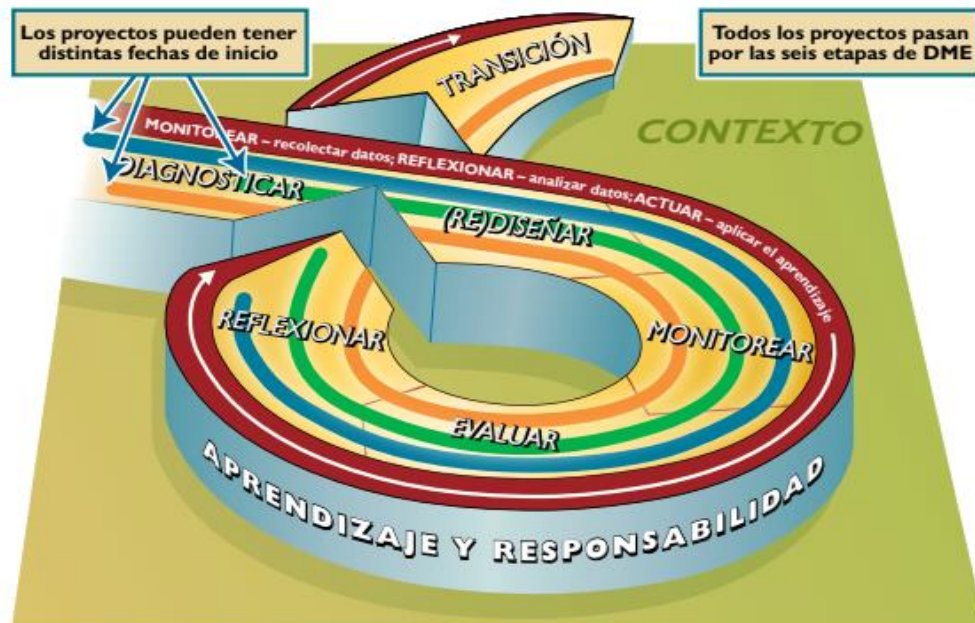 Los proyectos pueden tener
distintas fechas de inicio
Todos los proyectos pasan
por las seis etapas de DME
TRANSICIÓN
CONTEXTO
MONITOREAR – recolectar datos; REFLEXIONAR – analizar datos; ACTUAR – aplicar el aprendizaje
DIAGNOSTICAR
(RE)DISEÑAR
MONITOREAR
REFLEXIONAR
EVALUAR
APRENDIZAJE Y RESPONSABILIDAD